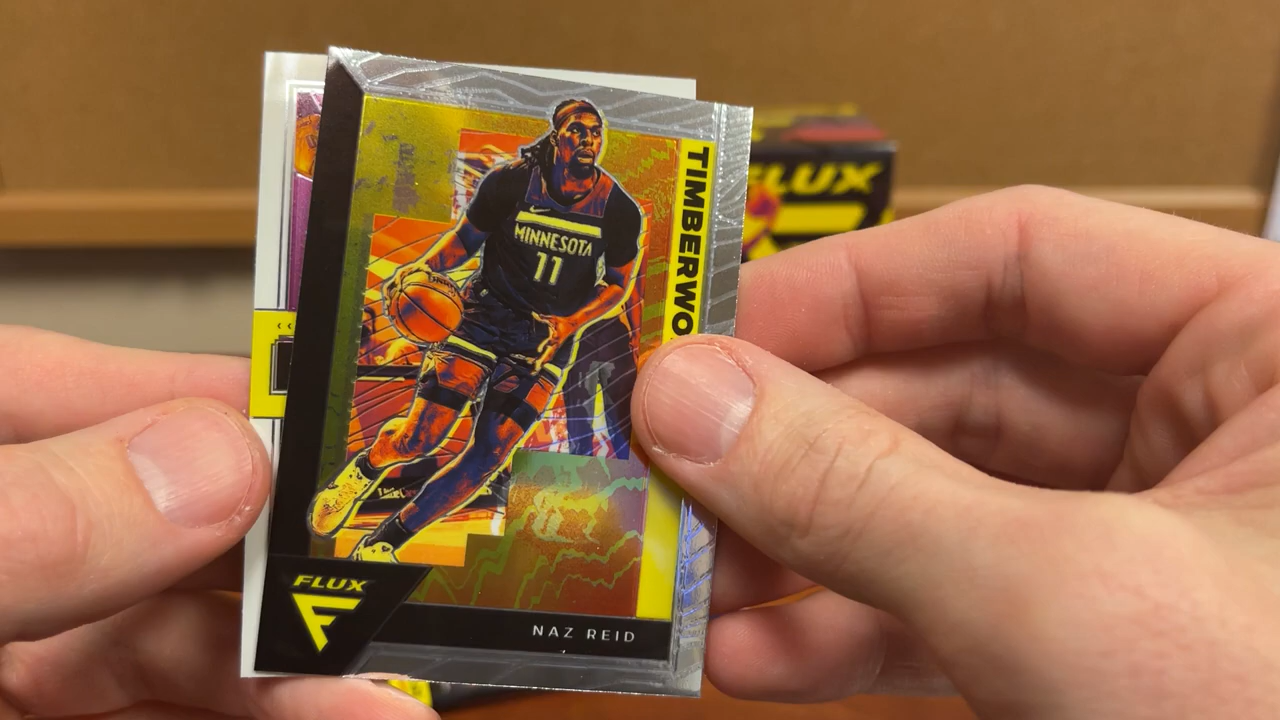 FLUX
TIMBERWO
MINNESOTA
11
FLUX
NAZ REID